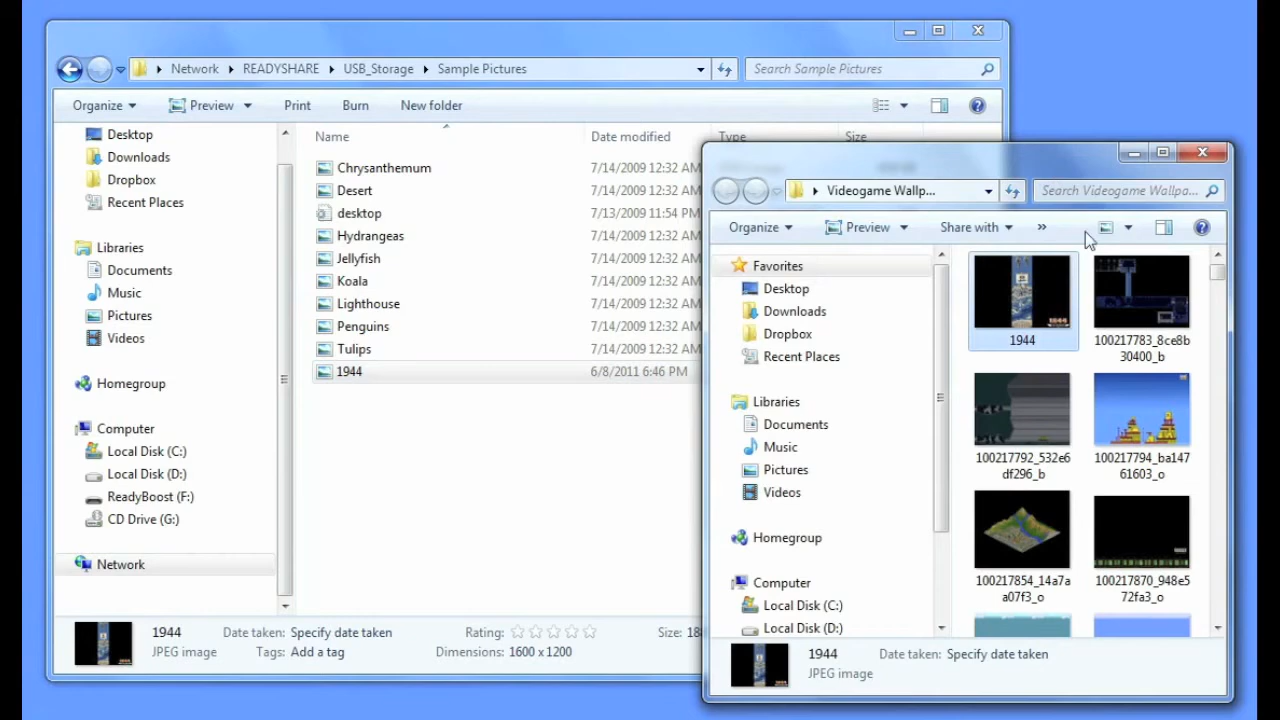 Network ▸ READYSHARE ▸ USB_Storage ▸ Sample Pictures
Search Sample Pictures
Organize Preview Print Burn New folder
Desktop
Downloads
Dropbox
Recent Places
Libraries
Documents
Music
Pictures
Videos
Homegroup
Computer
Local Disk (C:)
Local Disk (D:)
ReadyBoost (F:)
CD Drive (G:)
Network
Name Date modified Type Size
Chrysanthemum 7/14/2009 12:32 AM
Desert 7/14/2009 12:32 AM
desktop 7/13/2009 11:54 PM
Hydrangeas 7/14/2009 12:32 AM
Jellyfish 7/14/2009 12:32 AM
Koala 7/14/2009 12:32 AM
Lighthouse 7/14/2009 12:32 AM
Penguins 7/14/2009 12:32 AM
Tulips 7/14/2009 12:32 AM
1944 6/8/2011 6:46 PM
1944 Date taken: Specify date taken Rating: Size:
JPEG image Tags: Add a tag Dimensions: 1600 x 1200
Videogame Wallp...
Search Videogame Wallpa...
Organize Preview Share with »
Favorites
Desktop
Downloads
Dropbox
Recent Places
Libraries
Documents
Music
Pictures
Videos
Homegroup
Computer
Local Disk (C:)
Local Disk (D:)
1944
100217783_8ce8b
30400_b
100217792_532e6
df296_b
100217794_ba147
61603_o
100217854_14a7a
a07f3_o
100217870_948e5
72fa3_o
1944 Date taken: Specify date taken
JPEG image